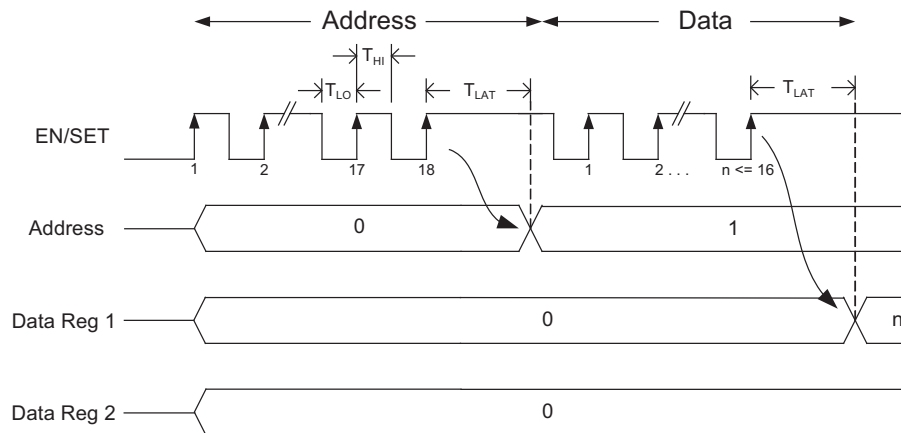 Address Data
T_HI
T_LO T_LAT T_LAT
EN/SET
1 2 17 18 1 2 . . . n <= 16
Address 0 1
Data Reg 1 0 n
Data Reg 2 0